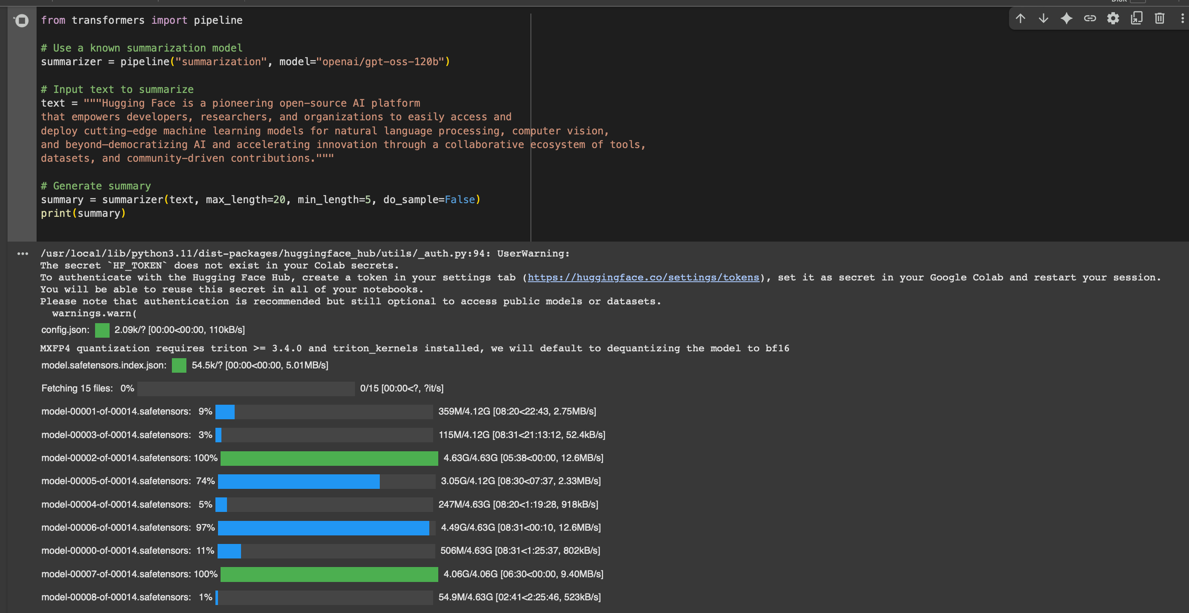 from transformers import pipeline
# Use a known summarization model
summarizer = pipeline("summarization", model="openai/gpt-oss-120b")
# Input text to summarize
text = """Hugging Face is a pioneering open-source AI platform
that empowers developers, researchers, and organizations to easily access and
deploy cutting-edge machine learning models for natural language processing, computer vision,
and beyond—democratizing AI and accelerating innovation through a collaborative ecosystem of tools,
datasets, and community-driven contributions."""
# Generate summary
summary = summarizer(text, max_length=20, min_length=5, do_sample=False)
print(summary)
/usr/local/lib/python3.11/dist-packages/huggingface_hub/utils/_auth.py:94: UserWarning:
The secret `HF_TOKEN` does not exist in your Colab secrets.
To authenticate with the Hugging Face Hub, create a token in your settings tab (https://huggingface.co/settings/tokens), set it as secret in your Google Colab and restart your session.
You will be able to reuse this secret in all of your notebooks.
Please note that authentication is recommended but still optional to access public models or datasets.
warnings.warn(
config.json: 2.09k/? [00:00<00:00, 110kB/s]
MXFP4 quantization requires triton >= 3.4.0 and triton_kernels installed, we will default to dequantizing the model to bf16
model.safetensors.index.json: 54.5k/? [00:00<00:00, 5.01MB/s]
Fetching 15 files: 0% 0/15 [00:00<?, ?it/s]
model-00001-of-00014.safetensors: 9% 359M/4.12G [08:20<22:43, 2.75MB/s]
model-00003-of-00014.safetensors: 3% 115M/4.12G [08:31<21:13:12, 52.4kB/s]
model-00002-of-00014.safetensors: 100% 4.63G/4.63G [05:38<00:00, 12.6MB/s]
model-00005-of-00014.safetensors: 74% 3.05G/4.12G [08:30<07:37, 2.33MB/s]
model-00004-of-00014.safetensors: 5% 247M/4.63G [08:20<1:19:28, 918kB/s]
model-00006-of-00014.safetensors: 97% 4.49G/4.63G [08:31<00:10, 12.6MB/s]
model-00000-of-00014.safetensors: 11% 506M/4.63G [08:31<1:25:37, 802kB/s]
model-00007-of-00014.safetensors: 100% 4.06G/4.06G [06:30<00:00, 9.40MB/s]
model-00008-of-00014.safetensors: 1% 54.9M/4.63G [02:41<2:25:46, 523kB/s]